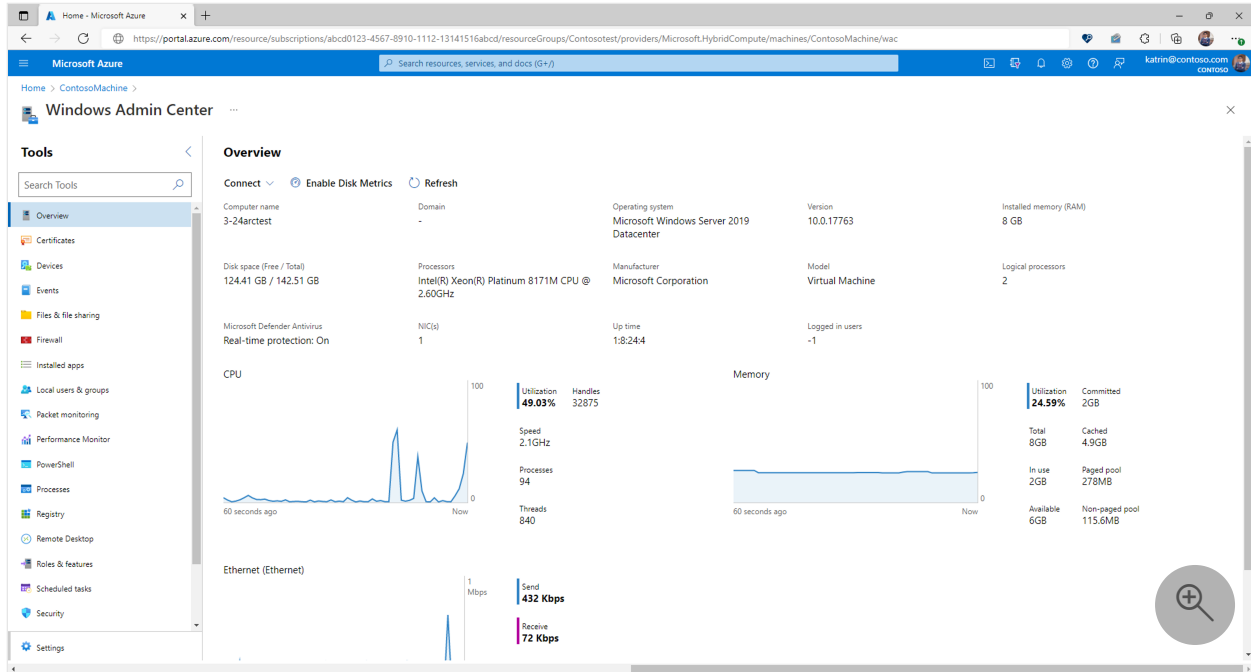 Home - Microsoft Azure
https://portal.azure.com/resource/subscriptions/abcd0123-4567-8910-1112-13141516abcd/resourceGroups/Contosotest/providers/Microsoft.HybridCompute/machines/ContosoMachine/wac
Microsoft Azure
Search resources, services, and docs (G+/)
katrin@contoso.com
CONTOSO
Home > ContosoMachine >
Windows Admin Center ...
Tools
Search Tools
Overview
Certificates
Devices
Events
Files & file sharing
Firewall
Installed apps
Local users & groups
Packet monitoring
Performance Monitor
PowerShell
Processes
Registry
Remote Desktop
Roles & features
Scheduled tasks
Security
Settings
Overview
Connect Enable Disk Metrics Refresh
Computer name Domain Operating system Version Installed memory (RAM)
3-24arctest - Microsoft Windows Server 2019 10.0.17763 8 GB
Datacenter
Disk space (Free / Total) Processors Manufacturer Model Logical processors
124.41 GB / 142.51 GB Intel(R) Xeon(R) Platinum 8171M CPU @ Microsoft Corporation Virtual Machine 2
2.60GHz
Microsoft Defender Antivirus NIC(s) Up time Logged in users
Real-time protection: On 1 1:8:24:4 -1
CPU
100
0
60 seconds ago Now
Utilization Handles
49.03% 32875
Speed
2.1GHz
Processes
94
Threads
840
Memory
100
0
60 seconds ago Now
Utilization Committed
24.59% 2GB
Total Cached
8GB 4.9GB
In use Paged pool
2GB 278MB
Available Non-paged pool
6GB 115.6MB
Ethernet (Ethernet)
1
Mbps
Send
432 Kbps
Receive
72 Kbps